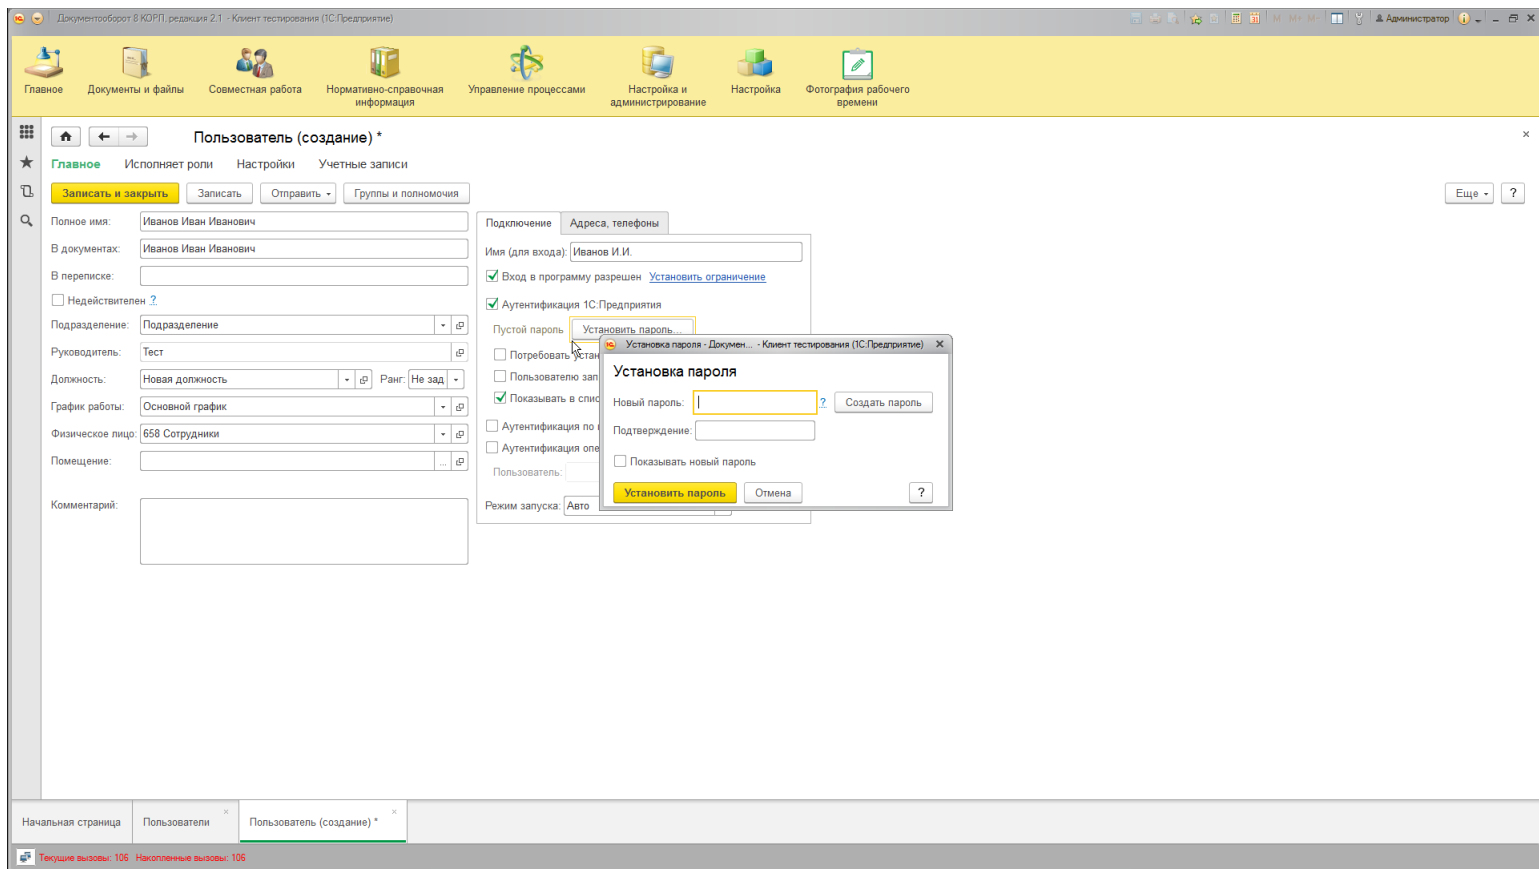 Документооборот 8 КОРП, редакция 2.1 - Клиент тестирования (1С:Предприятие)
M M+ M-
Администратор
Главное
Документы и файлы
Совместная работа
Нормативно-справочная
информация
Управление процессами
Настройка и
администрирование
Настройка
Фотография рабочего
времени
Пользователь (создание) *
Главное Исполняет роли Настройки Учетные записи
Записать и закрыть Записать Отправить Группы и полномочия Еще ?
Полное имя: Иванов Иван Иванович
В документах: Иванов Иван Иванович
В переписке:
Недействителен ?
Подразделение: Подразделение
Руководитель: Тест
Должность: Новая должность Ранг: Не зад
График работы: Основной график
Физическое лицо: 658 Сотрудники
Помещение: ...
Комментарий:
Подключение Адреса, телефоны
Имя (для входа): Иванов И.И.
Вход в программу разрешен Установить ограничение
Аутентификация 1С:Предприятия
Пустой пароль Установить пароль...
Потребовать
Пользователю
Показывать в
Аутентификация по
Аутентификация
Пользователь:
Режим запуска: Авто
Установка пароля - Докумен... - Клиент тестирования (1С:Предприятие)
Установка пароля
Новый пароль: ? Создать пароль
Подтверждение:
Показывать новый пароль
Установить пароль Отмена ?
Начальная страница Пользователи Пользователь (создание) *
Текущие вызовы: 106 Накопленные вызовы: 106